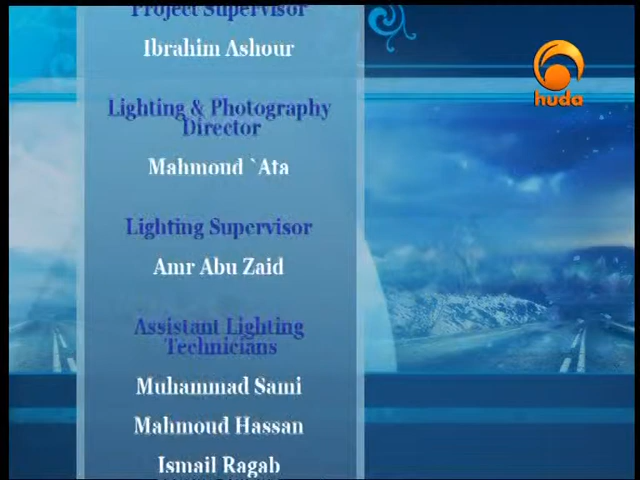 Project Supervisor
Ibrahim Ashour
Lighting & Photography
Director
Mahmoud `Ata
Lighting Supervisor
Amr Abu Zaid
Assistant Lighting
Technicians
Muhammad Sami
Mahmoud Hassan
Ismail Ragab
huda